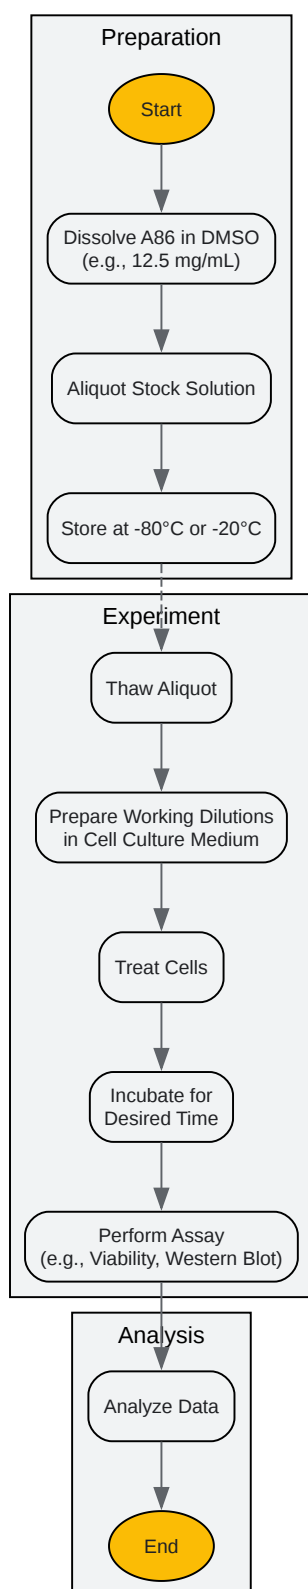 Preparation
Start
Dissolve A86 in DMSO
(e.g., 12.5 mg/mL)
Aliquot Stock Solution
Store at -80°C or -20°C
Experiment
Thaw Aliquot
Prepare Working Dilutions
in Cell Culture Medium
Treat Cells
Incubate for
Desired Time
Perform Assay
(e.g., Viability, Western Blot)
Analysis
Analyze Data
End